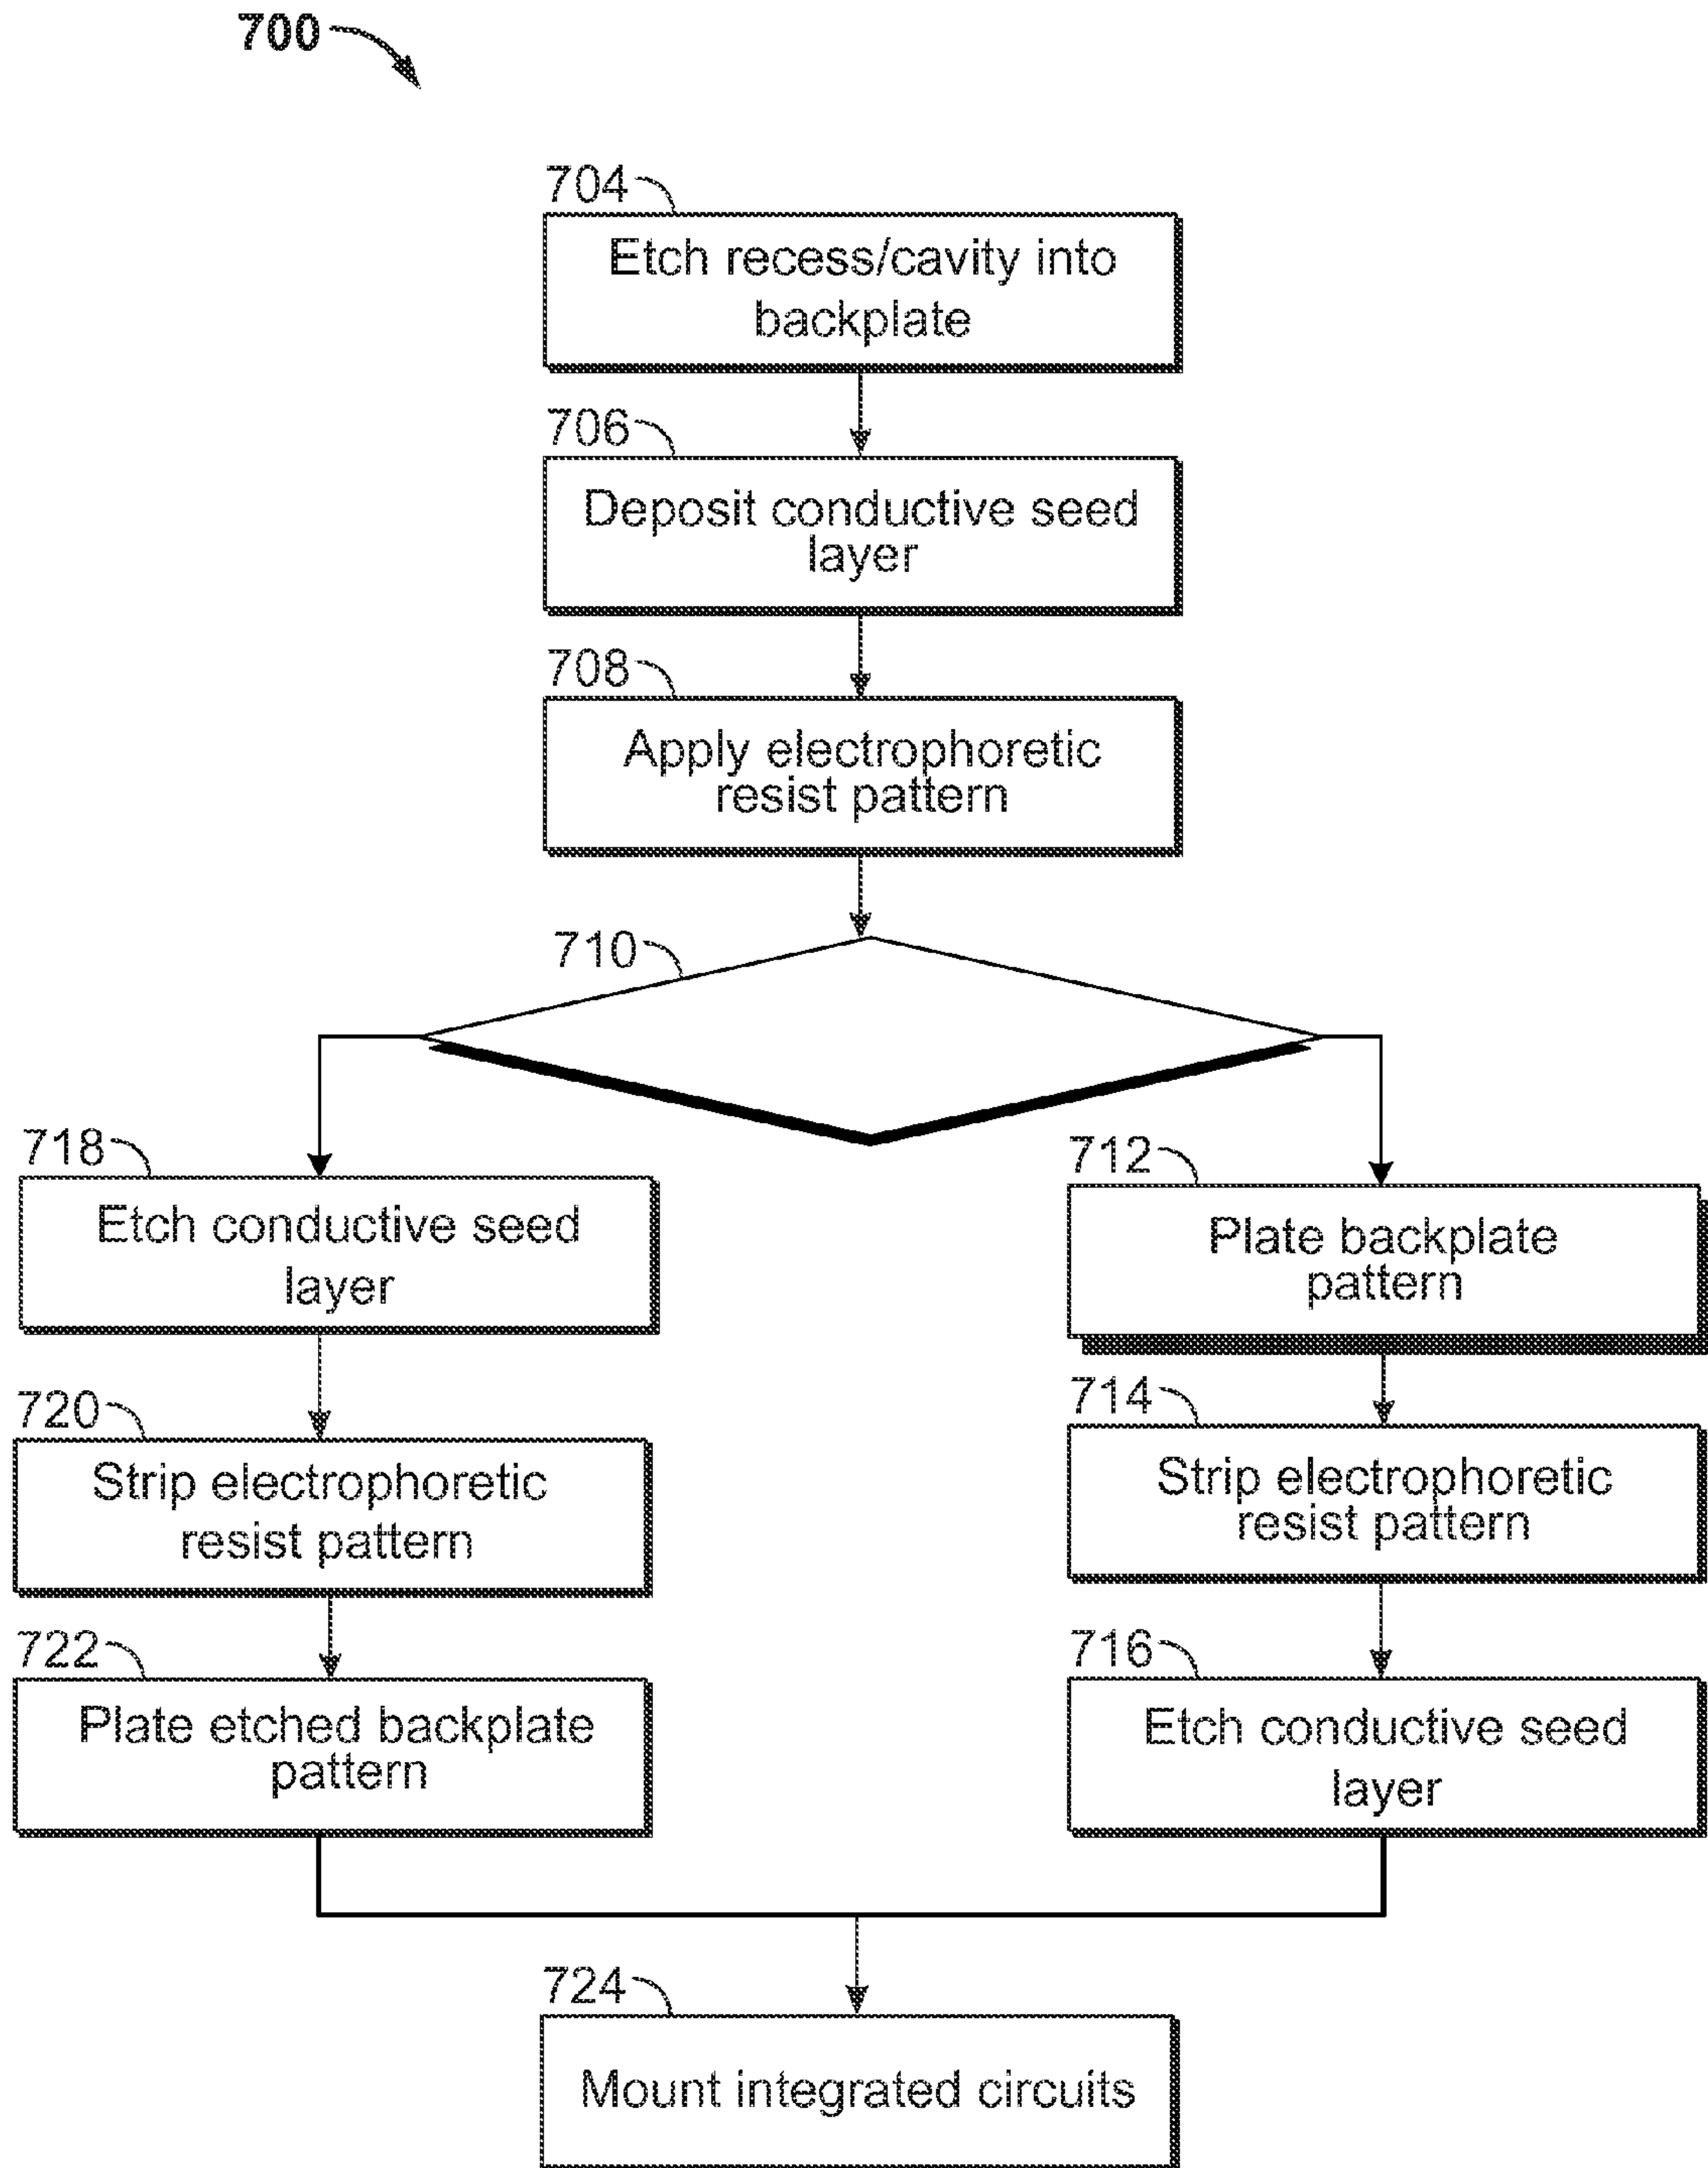 700
704
Etch recess/cavity into
backplate
706
Deposit conductive seed
layer
708
Apply electrophoretic
resist pattern
710
718
Etch conductive seed
layer
720
Strip electrophoretic
resist pattern
722
Plate etched backplate
pattern
712
Plate backplate
pattern
714
Strip electrophoretic
resist pattern
716
Etch conductive seed
layer
724
Mount integrated circuits